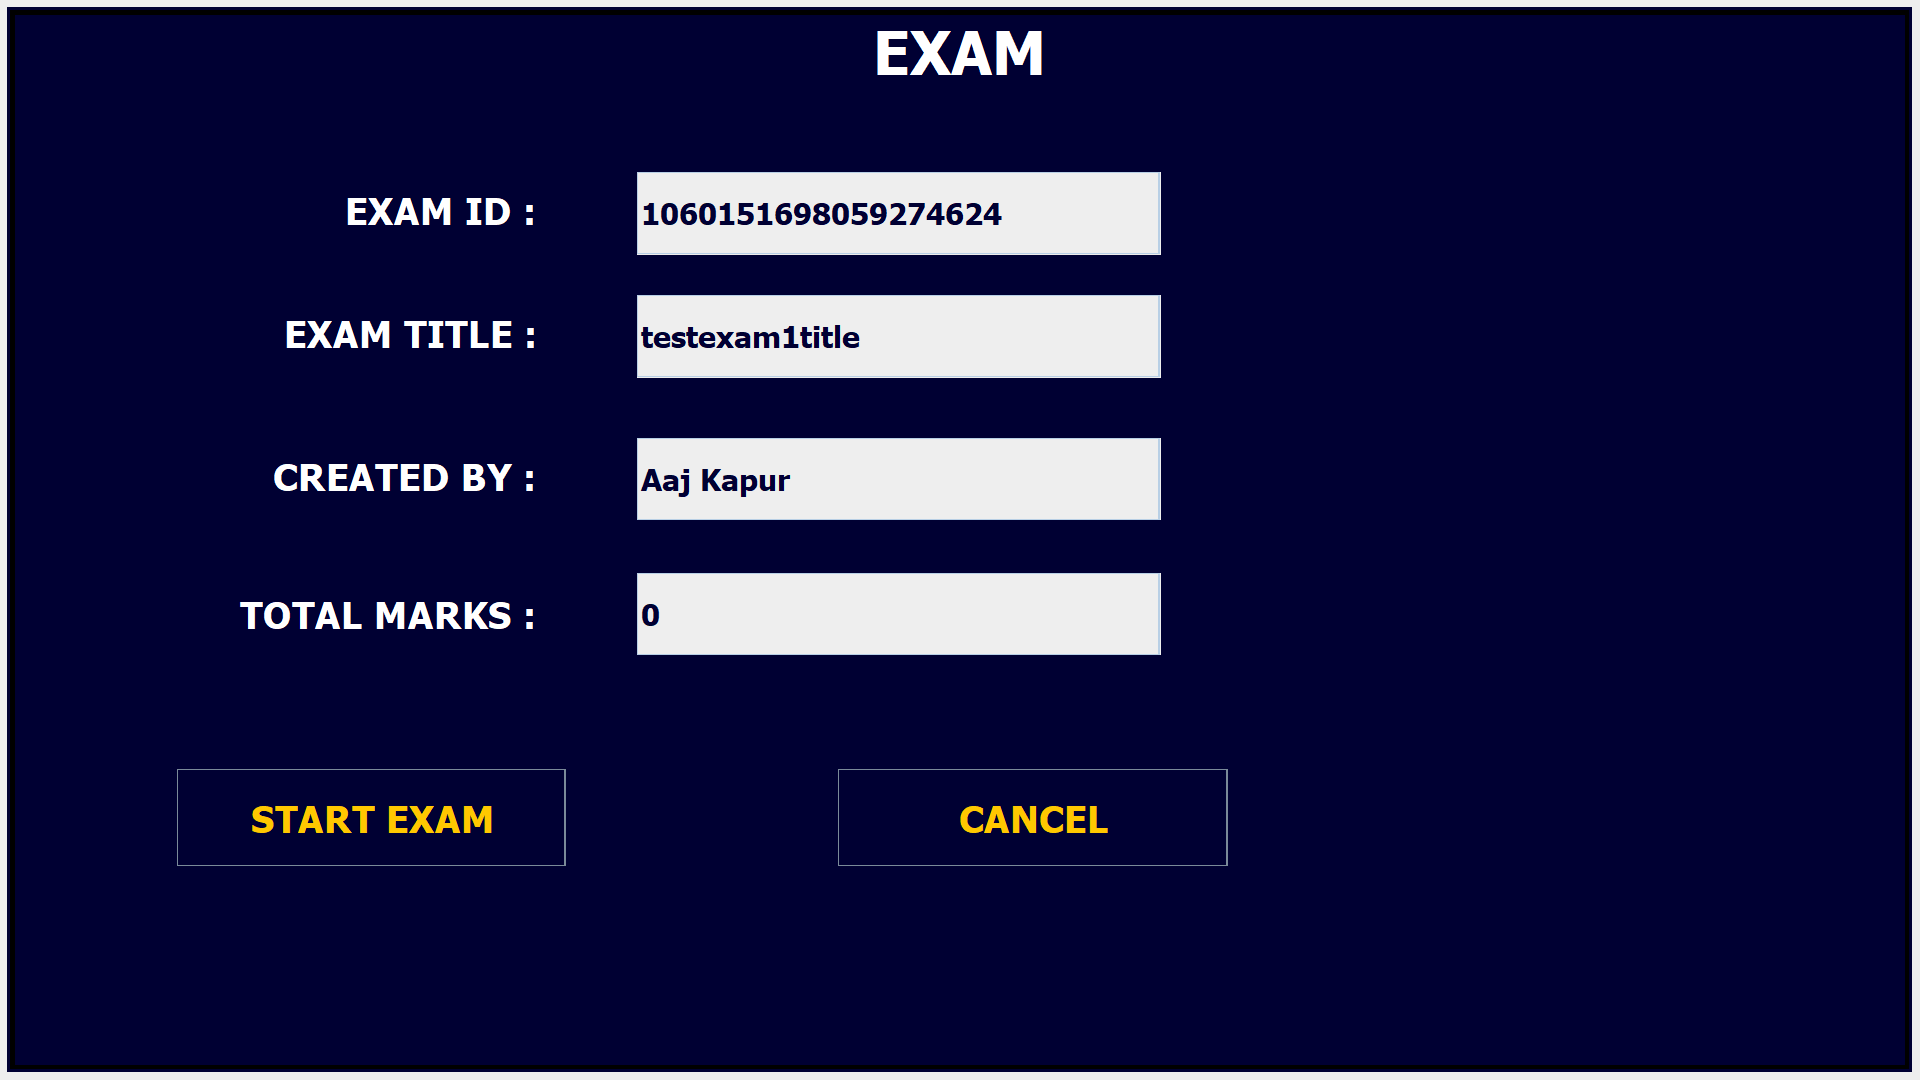 EXAM
EXAM ID : 1060151698059274624
EXAM TITLE : testexam1title
CREATED BY : Aaj Kapur
TOTAL MARKS : 0
START EXAM CANCEL